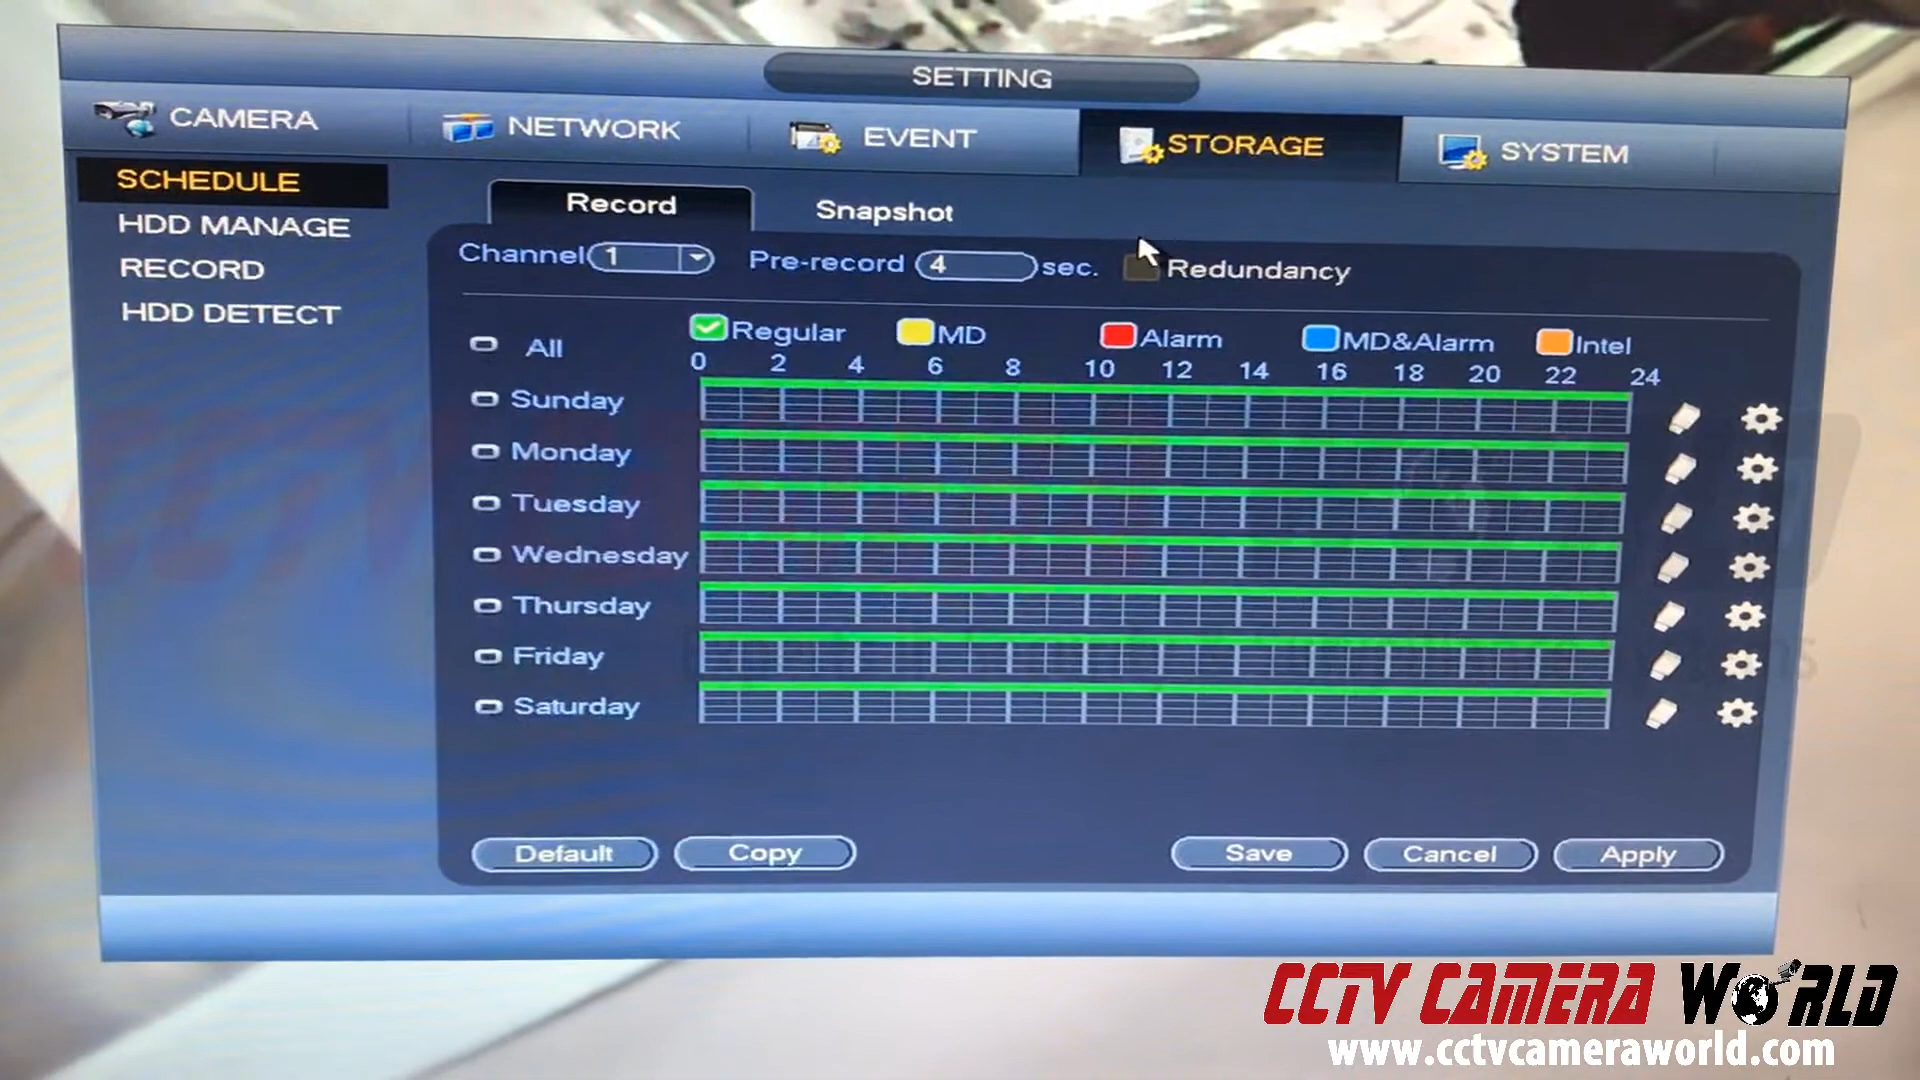 SETTING
CAMERA NETWORK EVENT STORAGE SYSTEM
SCHEDULE
HDD MANAGE
RECORD
HDD DETECT
Record Snapshot
Channel 1 Pre-record 4 sec. Redundancy
All Regular MD Alarm MD&Alarm Intel
0 2 4 6 8 10 12 14 16 18 20 22 24
Sunday
Monday
Tuesday
Wednesday
Thursday
Friday
Saturday
Default Copy Save Cancel Apply
CCTV CAMERA WORLD
www.cctvcameraworld.com